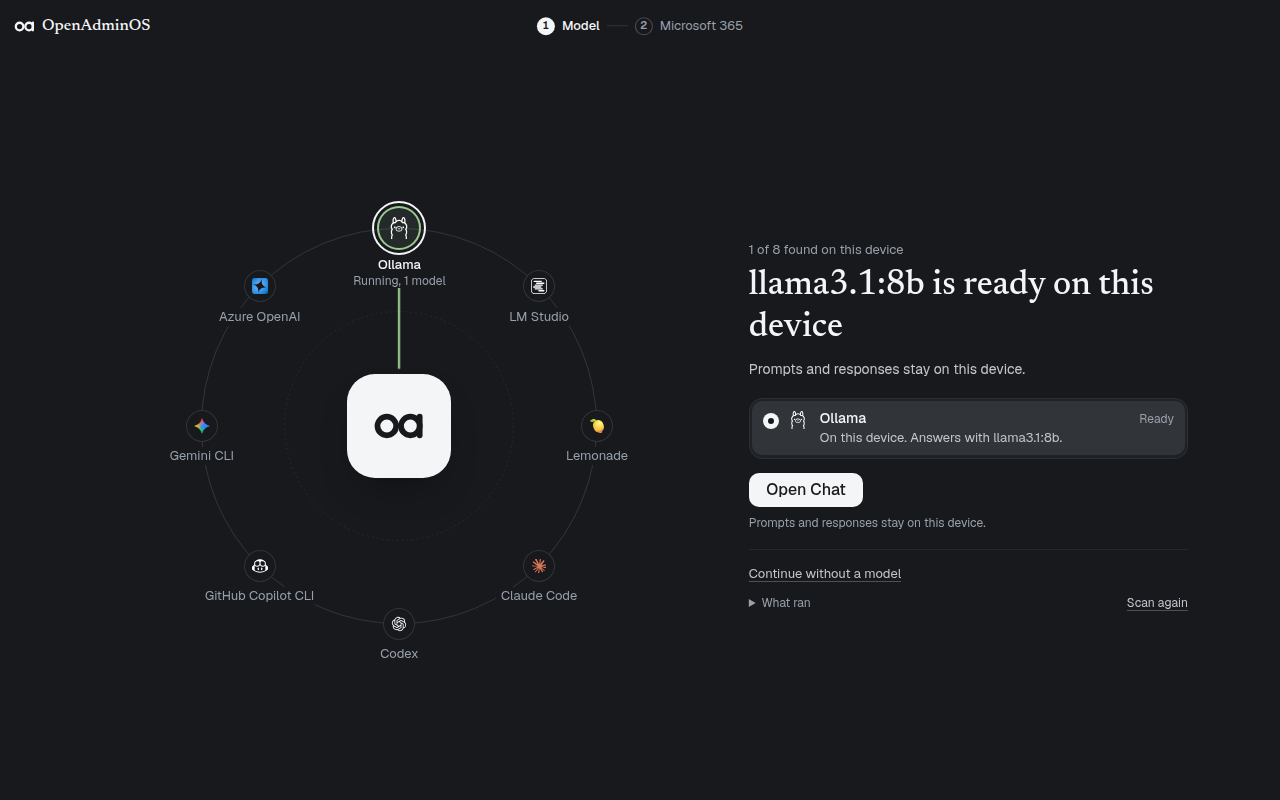 oa OpenAdminOS
1 Model
2 Microsoft 365
Ollama
Running, 1 model
Azure OpenAI
LM Studio
oa
Gemini CLI
Lemonade
GitHub Copilot CLI
Claude Code
Codex
1 of 8 found on this device
llama3.1:8b is ready on this
device
Prompts and responses stay on this device.
Ollama
Ready
On this device. Answers with llama3.1:8b.
Open Chat
Prompts and responses stay on this device.
Continue without a model
What ran
Scan again